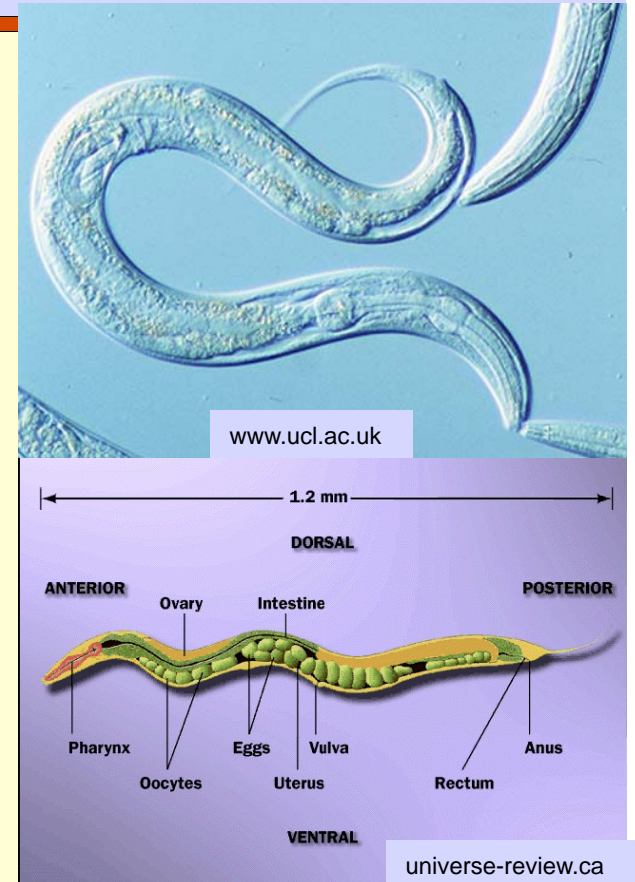 www.ucl.ac.uk
1.2 mm
DORSAL
ANTERIOR
POSTERIOR
Ovary
Intestine
Pharynx
Eggs
Vulva
Anus
Oocytes
Uterus
Rectum
VENTRAL
universe-review.ca